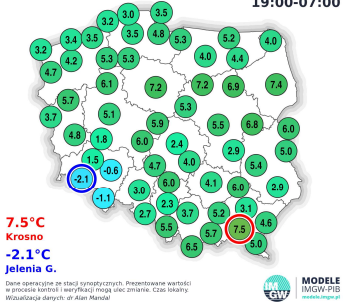 19:00-07:00
3.2 3.0 3.5
3.2 3.4 3.5 3.5 4.8 5.3 5.2 4.0
4.7 4.2 5.3 5.3 4.0 4.4
6.1 7.2 7.2 6.9 7.4
5.7 5.3
3.7 5.1 5.9 5.5 6.8 6.0
4.8 1.8 6.0 2.4 2.9 5.0
1.5 -0.6 4.7 4.0 5.4
-2.1 3.0 6.0 4.1 6.0 2.9
-1.1 2.7 2.3 3.7 5.2 3.1 4.6
5.5 5.7 7.5
6.5 5.0
7.5°C
Krosno
-2.1°C
Jelenia G.
Dane operacyjne ze stacji synoptycznych. Prezentowane wartości
w procesie kontroli i weryfikacji mogą ulec zmianie. Czas lokalny.
Wizualizacja danych: dr Alan Mandal
IM
GW
MODELE
IMGW-PIB